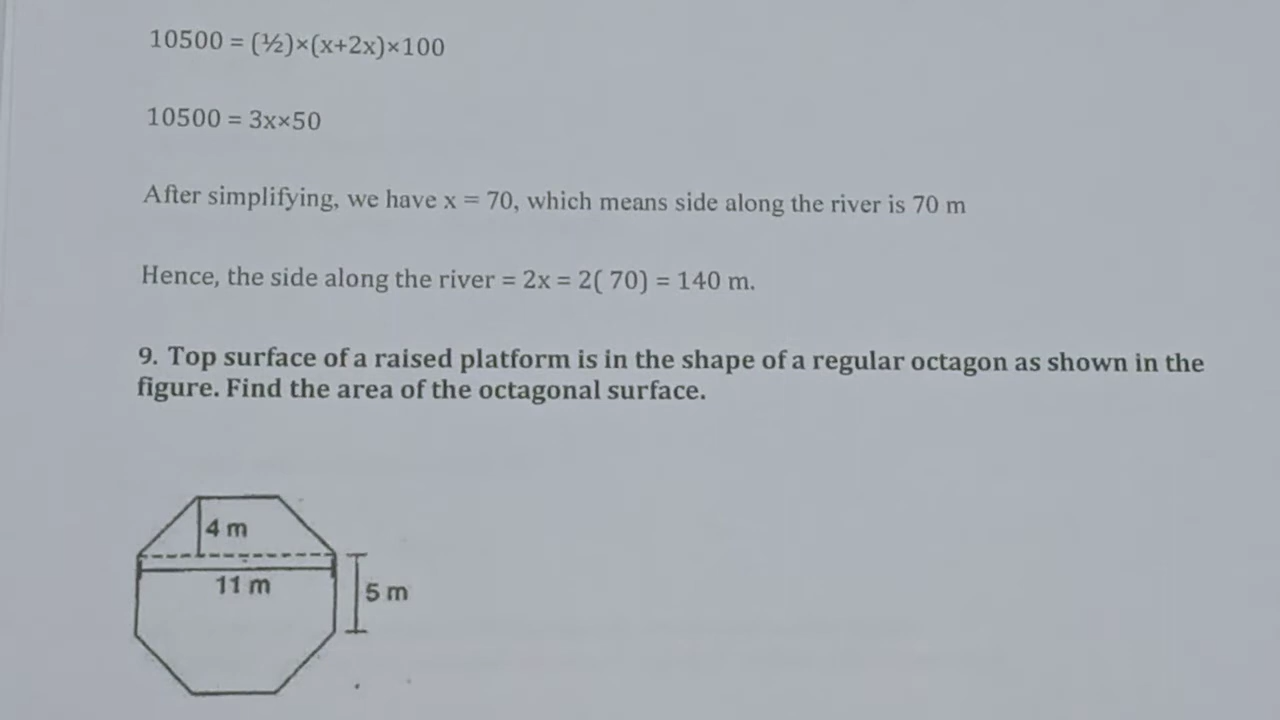 10500 = (½)×(x+2x)×100
10500 = 3x×50
After simplifying, we have x = 70, which means side along the river is 70 m
Hence, the side along the river = 2x = 2( 70) = 140 m.
9. Top surface of a raised platform is in the shape of a regular octagon as shown in the
figure. Find the area of the octagonal surface.
4 m
11 m
5 m